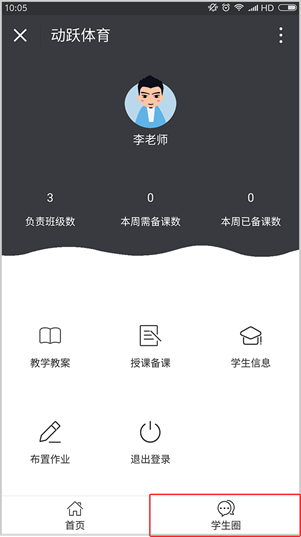 10:05 HD
动跃体育
李老师
3 0 0
负责班级数 本周需备课数 本周已备课数
教学教案 授课备课 学生信息
布置作业 退出登录
首页 学生圈